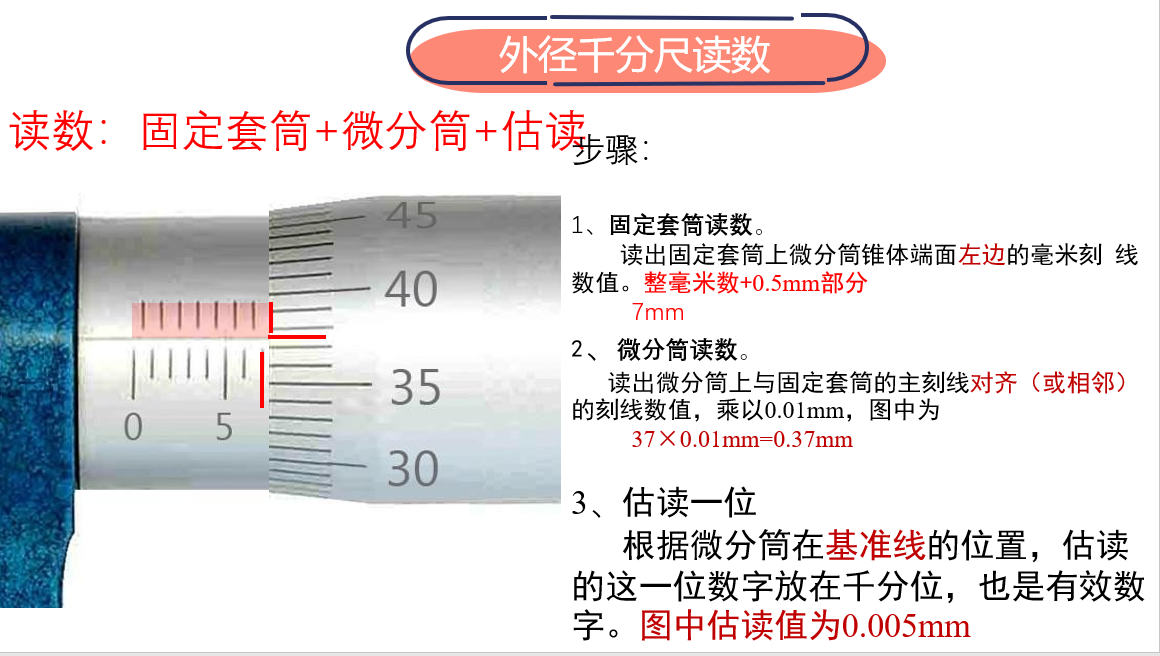 外径千分尺读数
读数：固定套筒+微分筒+估读
45
40
35
30
0 5
步骤：
1、固定套筒读数。
读出固定套筒上微分筒锥体端面左边的毫米刻 线
数值。整毫米数+0.5mm部分
7mm
2、 微分筒读数。
读出微分筒上与固定套筒的主刻线对齐（或相邻）
的刻线数值，乘以0.01mm，图中为
37×0.01mm=0.37mm
3、估读一位
根据微分筒在基准线的位置，估读
的这一位数字放在千分位，也是有效数
字。图中估读值为0.005mm